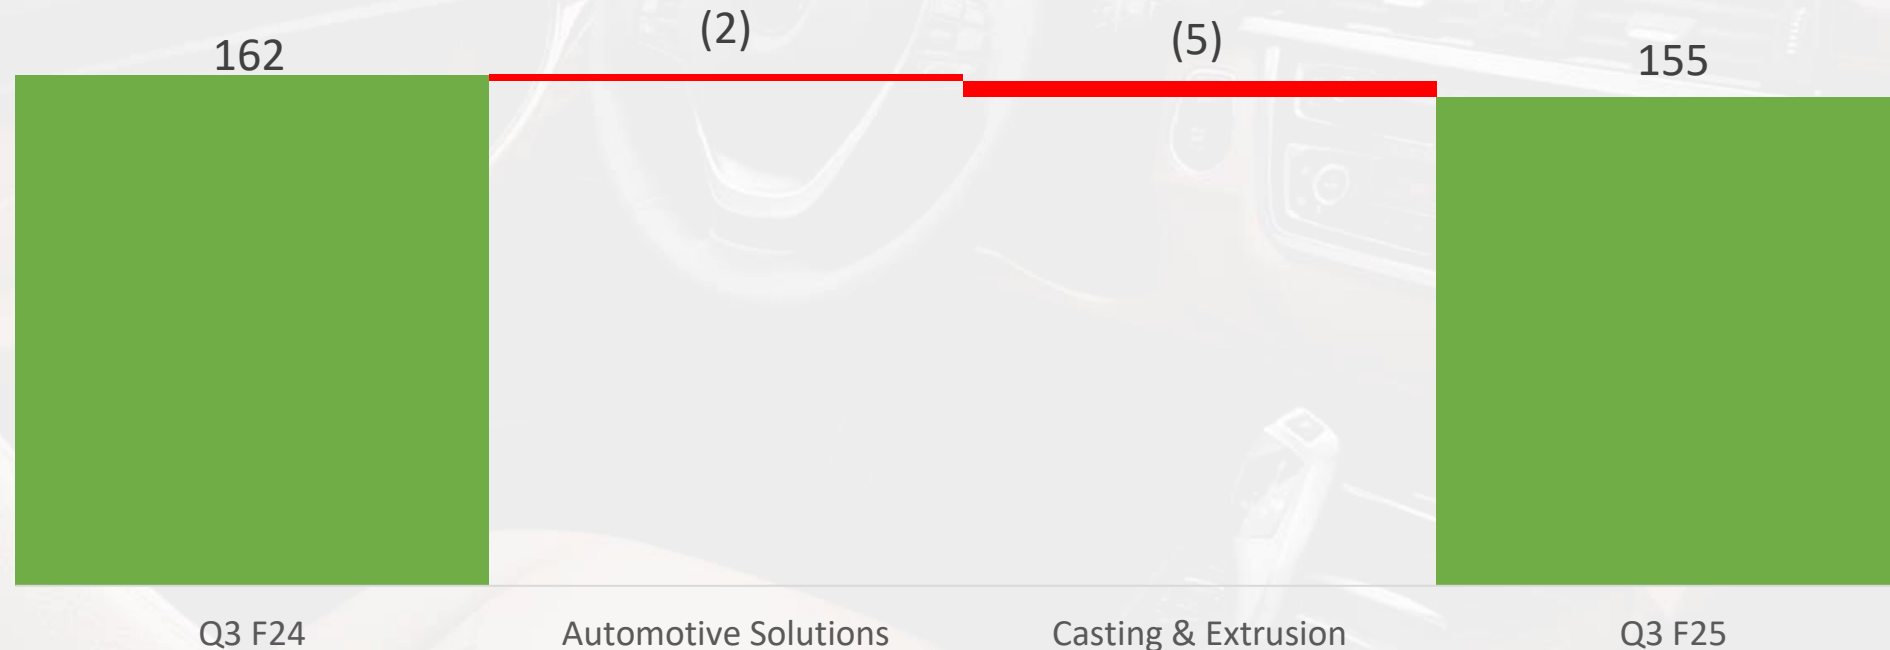 162
(2)
(5)
155
Q3 F24
Automotive Solutions
Casting & Extrusion
Q3 F25